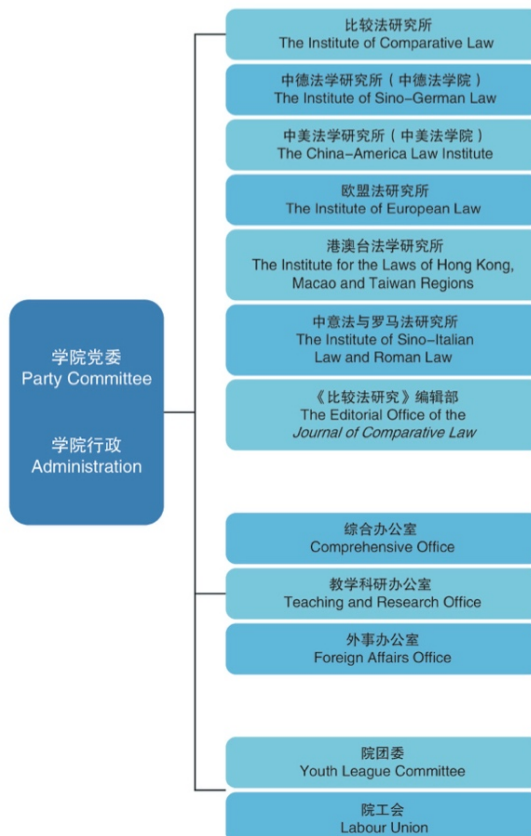 学院党委
Party Committee
学院行政
Administration
比较法研究所
The Institute of Comparative Law
中德法学研究所（中德法学院）
The Institute of Sino-German Law
中美法学研究所（中美法学院）
The China-America Law Institute
欧盟法研究所
The Institute of European Law
港澳台法学研究所
The Institute for the Laws of Hong Kong,
Macao and Taiwan Regions
中意法与罗马法研究所
The Institute of Sino-Italian
Law and Roman Law
《比较法研究》编辑部
The Editorial Office of the
Journal of Comparative Law
综合办公室
Comprehensive Office
教学科研办公室
Teaching and Research Office
外事办公室
Foreign Affairs Office
院团委
Youth League Committee
院工会
Labour Union